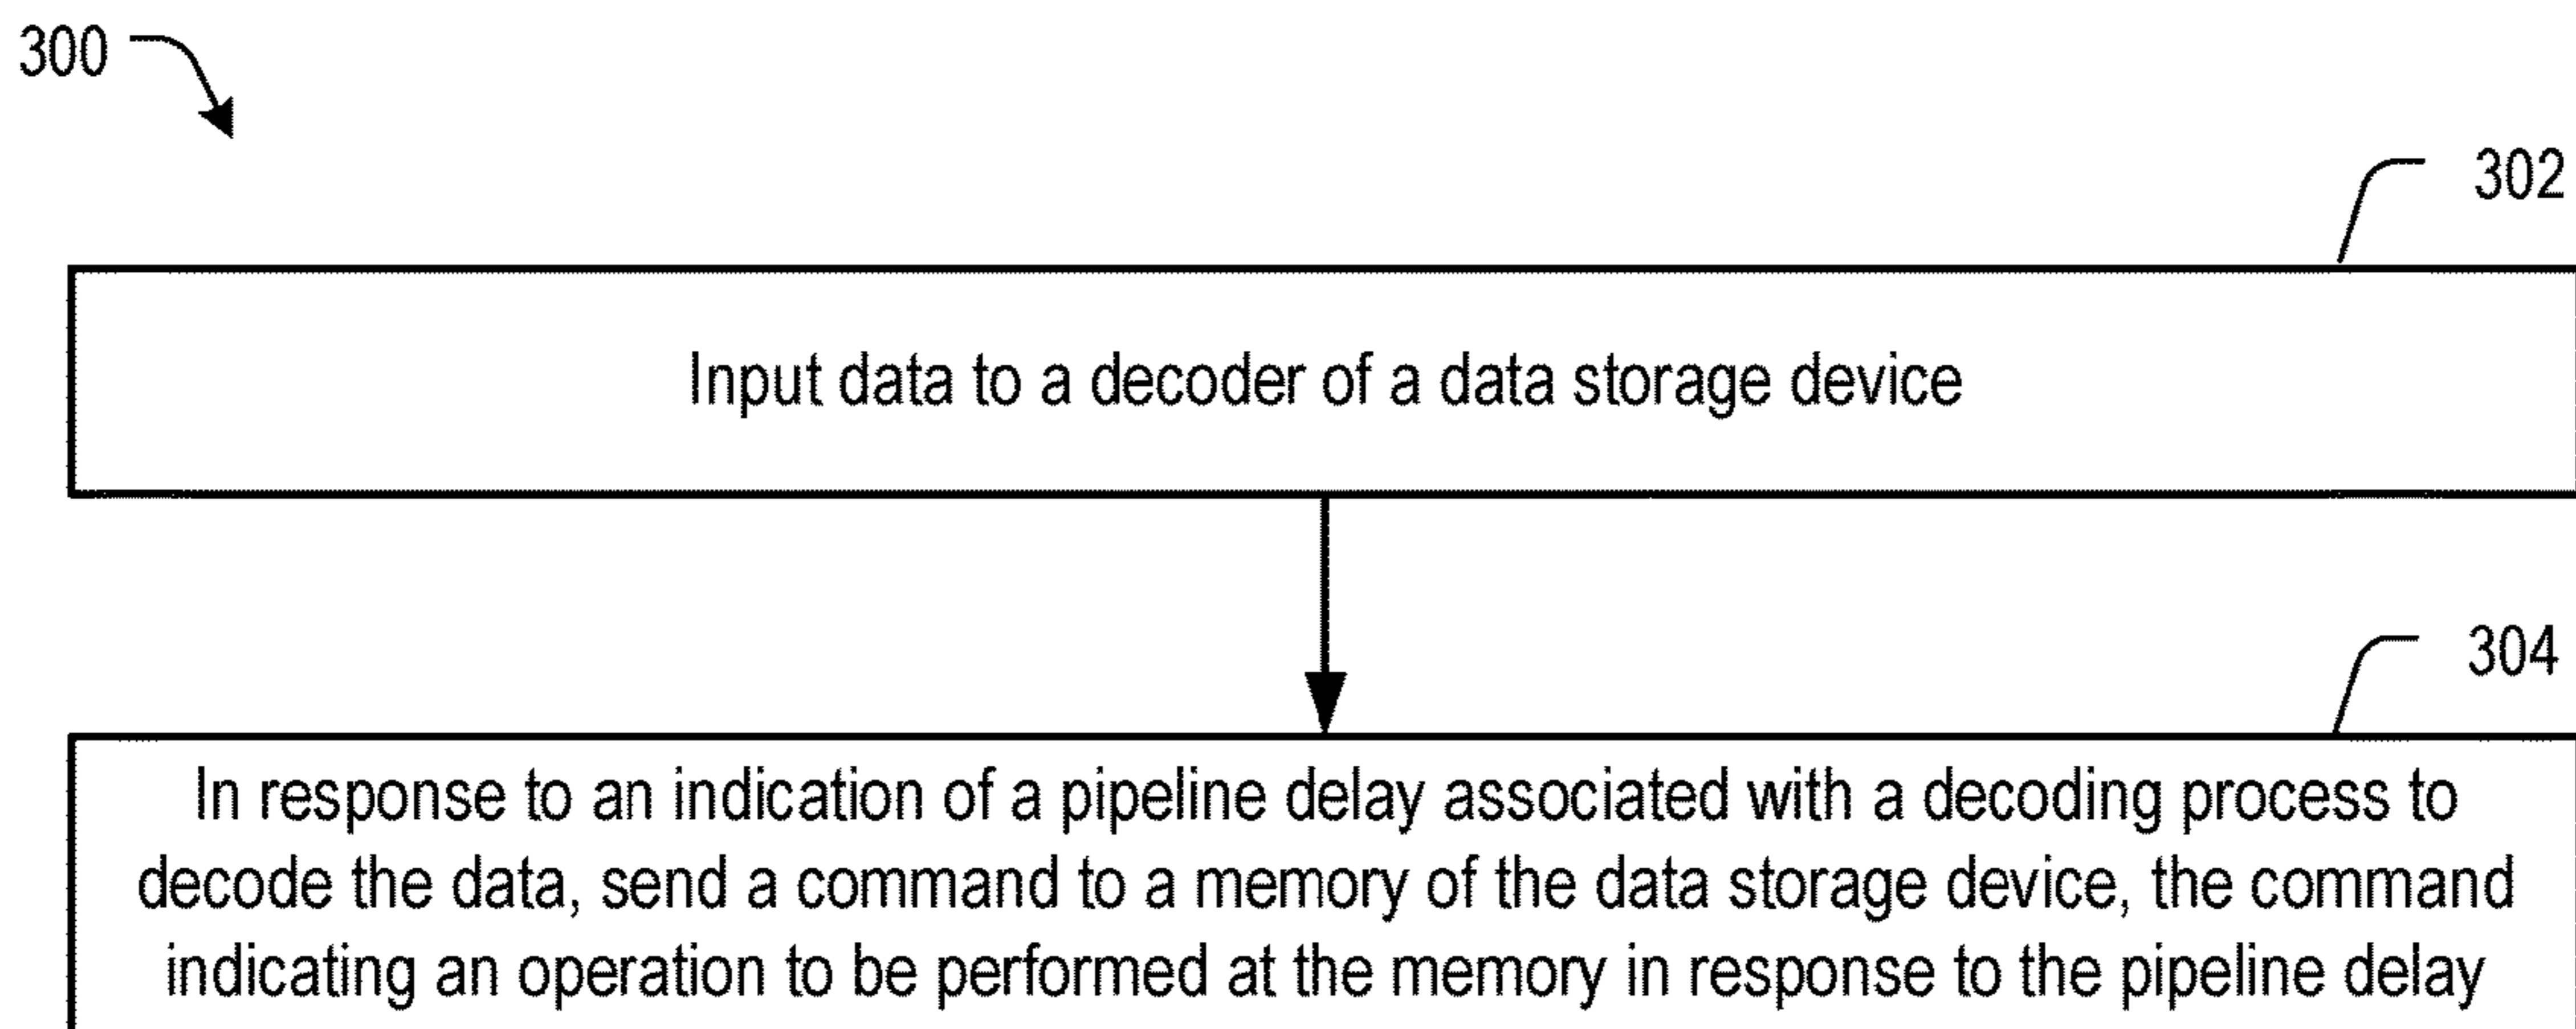 300
302
Input data to a decoder of a data storage device
304
In response to an indication of a pipeline delay associated with a decoding process to
decode the data, send a command to a memory of the data storage device, the command
indicating an operation to be performed at the memory in response to the pipeline delay